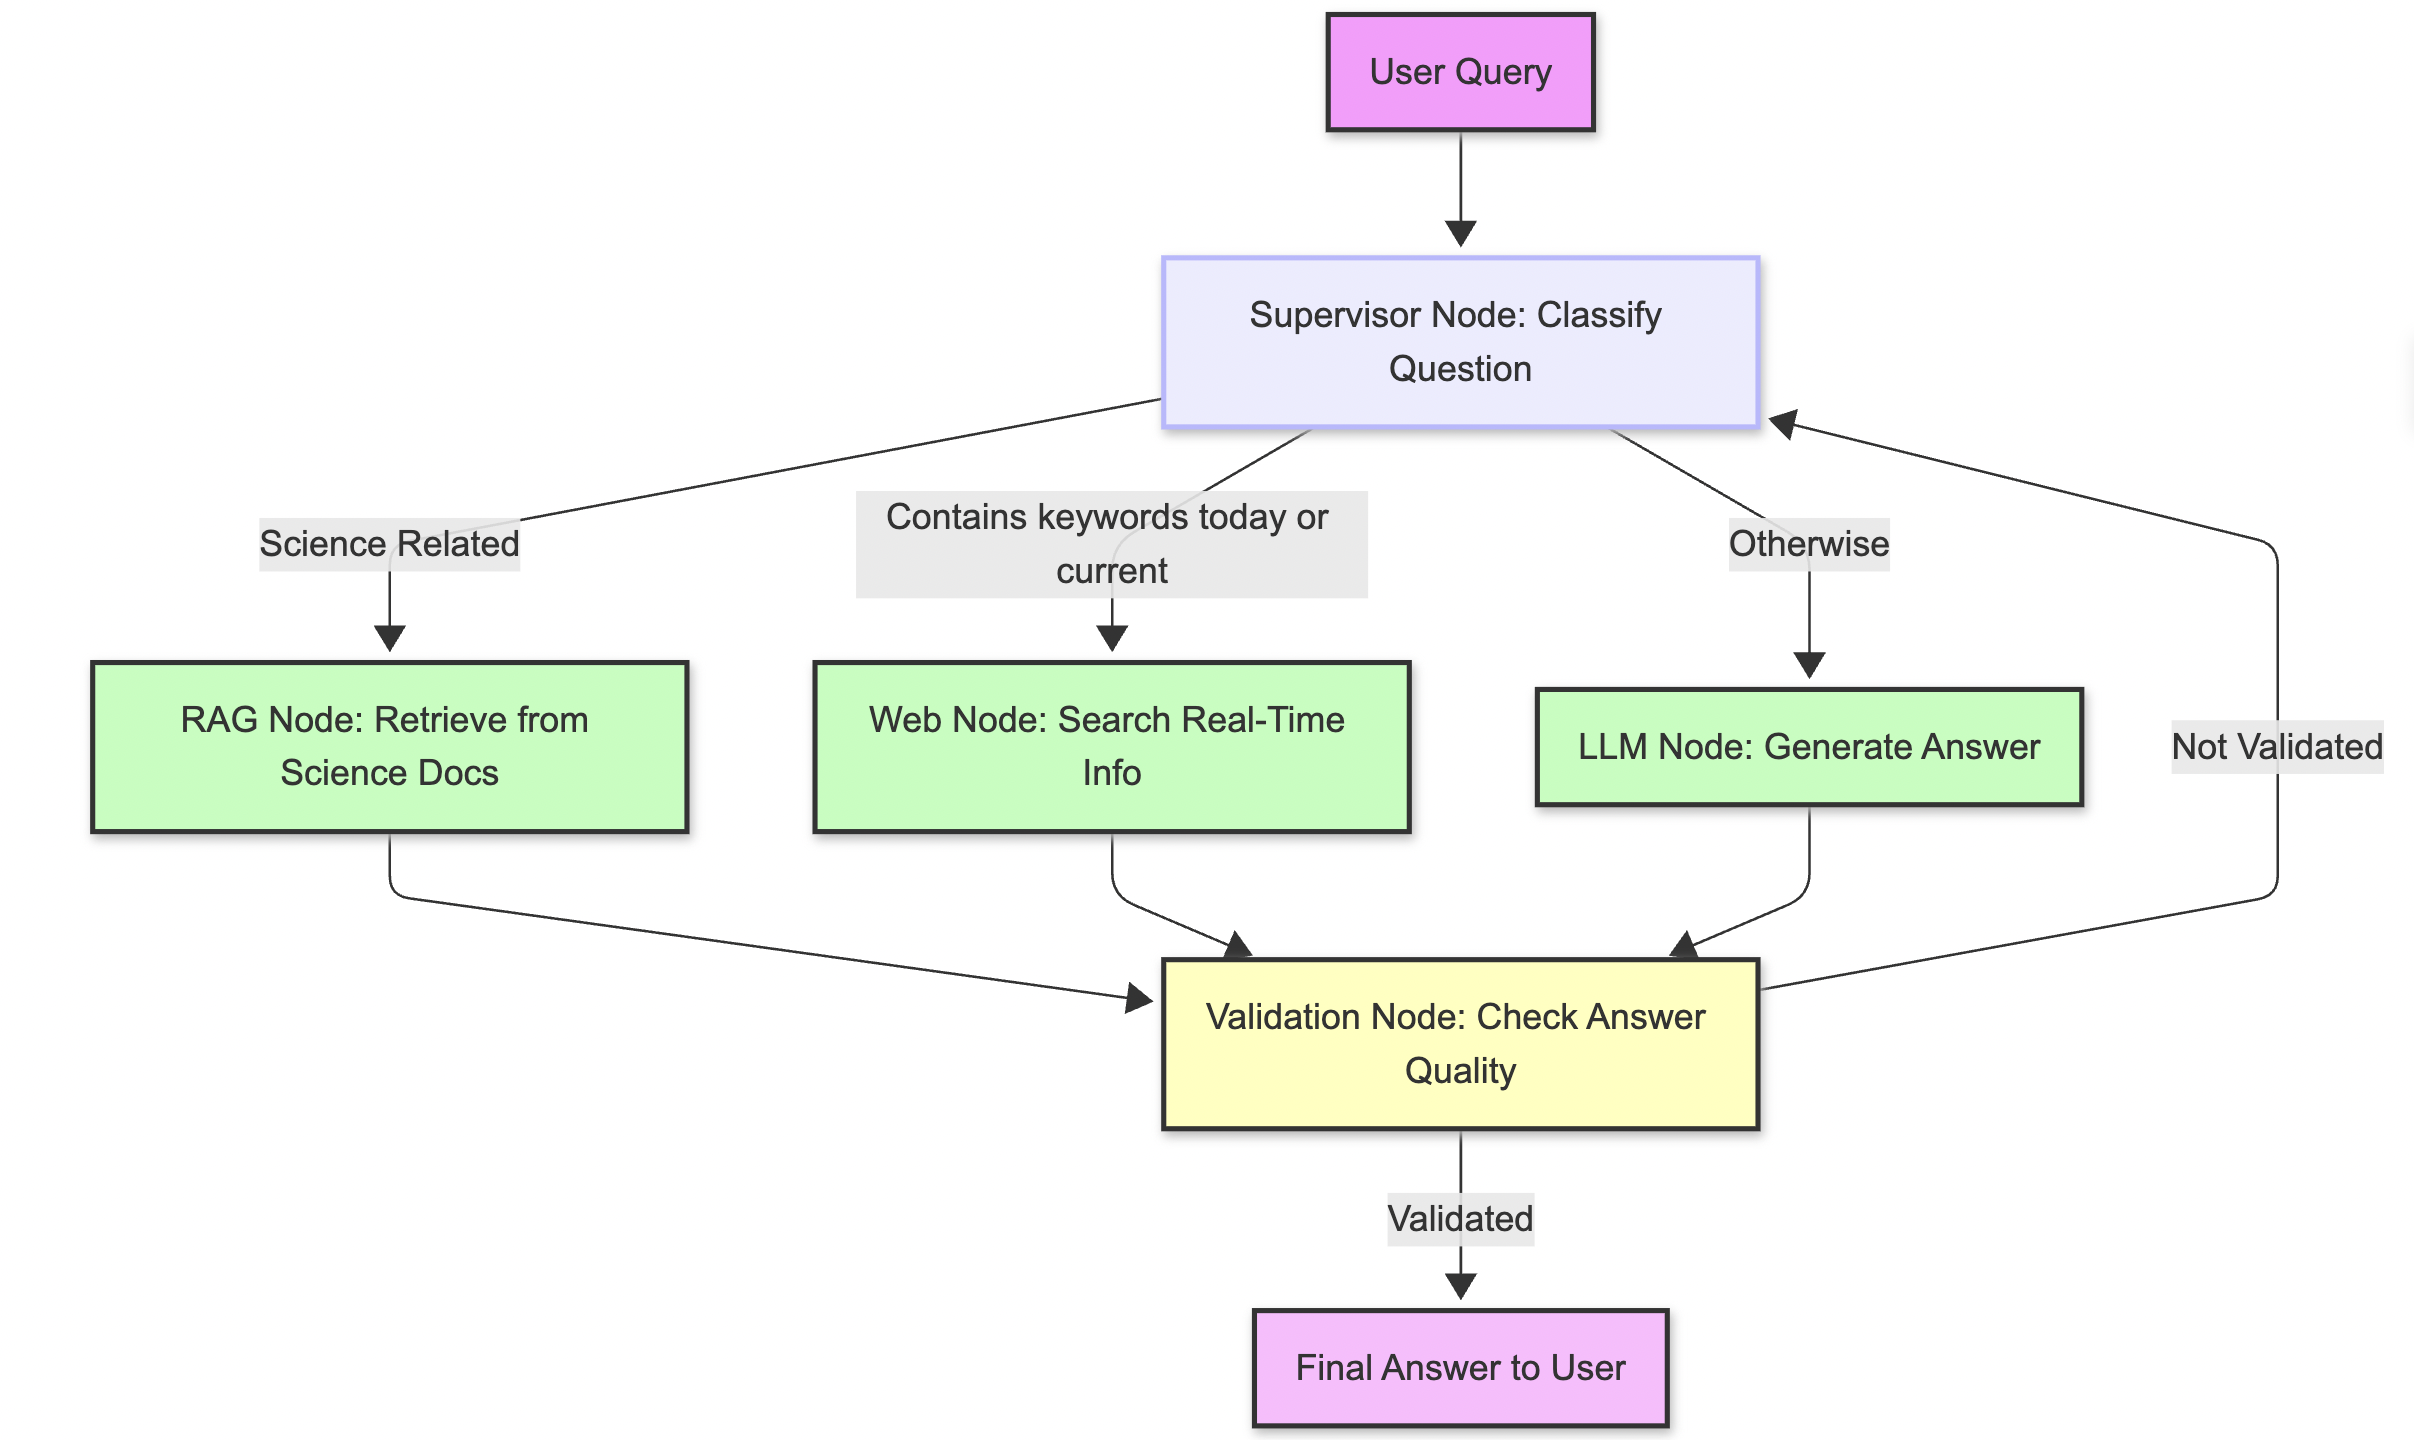 User Query
Supervisor Node: Classify
Question
Science Related
Contains keywords today or
current
Otherwise
RAG Node: Retrieve from
Science Docs
Web Node: Search Real-Time
Info
LLM Node: Generate Answer
Not Validated
Validation Node: Check Answer
Quality
Validated
Final Answer to User